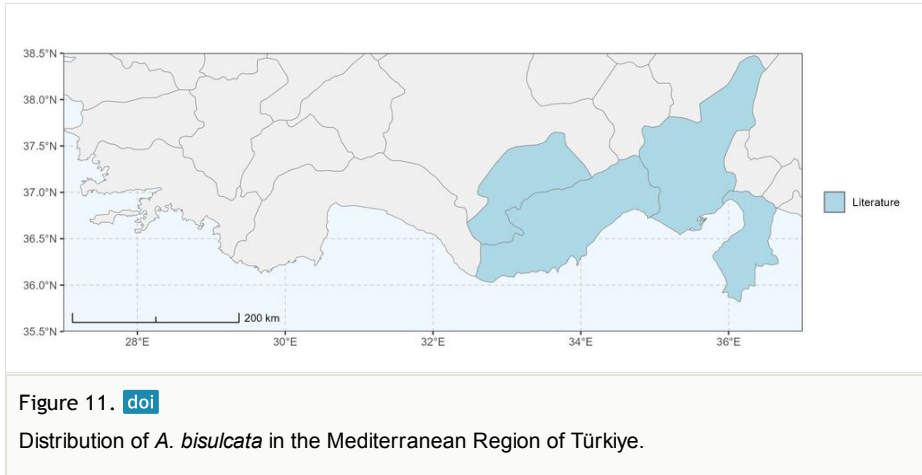 38.5°N
38.0°N
37.5°N
37.0°N
36.5°N
36.0°N
35.5°N
200 km
28°E 30°E 32°E 34°E 36°E
Literature
Figure 11. doi
Distribution of A. bisulcata in the Mediterranean Region of Türkiye.